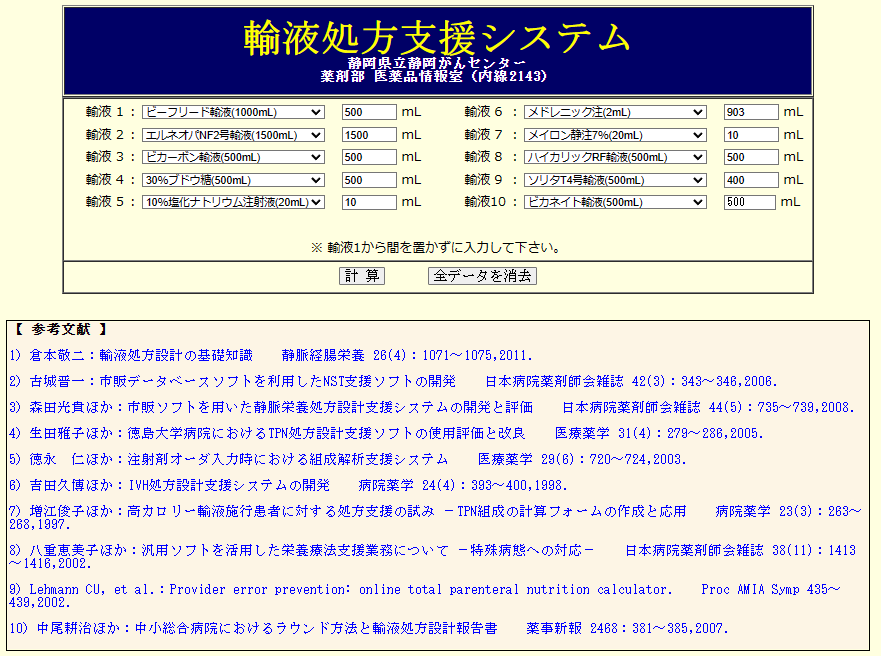 輸液処方支援システム
静岡県立静岡がんセンター
薬剤部 医薬品情報室 (内線2143)
輸液 1 : ビーフリード輸液(1000mL) 500 mL 輸液 6 : メドレニック注(2mL) 903 mL
輸液 2 : エルネオパNF2号輸液(1500mL) 1500 mL 輸液 7 : メイロン静注7%(20mL) 10 mL
輸液 3 : ビカーボン輸液(500mL) 500 mL 輸液 8 : ハイカリックRF輸液(500mL) 500 mL
輸液 4 : 30%ブドウ糖(500mL) 500 mL 輸液 9 : ソリタT4号輸液(500mL) 400 mL
輸液 5 : 10%塩化ナトリウム注射液(20mL) 10 mL 輸液10 : ビカネイト輸液(500mL) 500 mL
※ 輸液1から間を置かずに入力して下さい。
計 算 全データを消去
【 参考文献 】
1) 倉本敬二：輸液処方設計の基礎知識 静脈経腸栄養 26(4)：1071～1075,2011.
2) 古城晋一：市販データベースソフトを利用したNST支援ソフトの開発 日本病院薬剤師会雑誌 42(3)：343～346,2006.
3) 森田光貴ほか：市販ソフトを用いた静脈栄養処方設計支援システムの開発と評価 日本病院薬剤師会雑誌 44(5)：735～739,2008.
4) 生田雅子ほか：徳島大学病院におけるTPN処方設計支援ソフトの使用評価と改良 医療薬学 31(4)：279～286,2005.
5) 徳永 仁ほか：注射剤オーダ入力時における組成解析支援システム 医療薬学 29(6)：720～724,2003.
6) 吉田久博ほか：IVH処方設計支援システムの開発 病院薬学 24(4)：393～400,1998.
7) 増江俊子ほか：高カロリー輸液施行患者に対する処方支援の試み －TPN組成の計算フォームの作成と応用 病院薬学 23(3)：263～
268,1997.
8) 八重恵美子ほか：汎用ソフトを活用した栄養療法支援業務について －特殊病態への対応－ 日本病院薬剤師会雑誌 38(11)：1413
～1416,2002.
9) Lehmann CU, et al.：Provider error prevention: online total parenteral nutrition calculator. Proc AMIA Symp 435～
439,2002.
10) 中尾耕治ほか：中小総合病院におけるラウンド方法と輸液処方設計報告書 薬事新報 2468：381～385,2007.